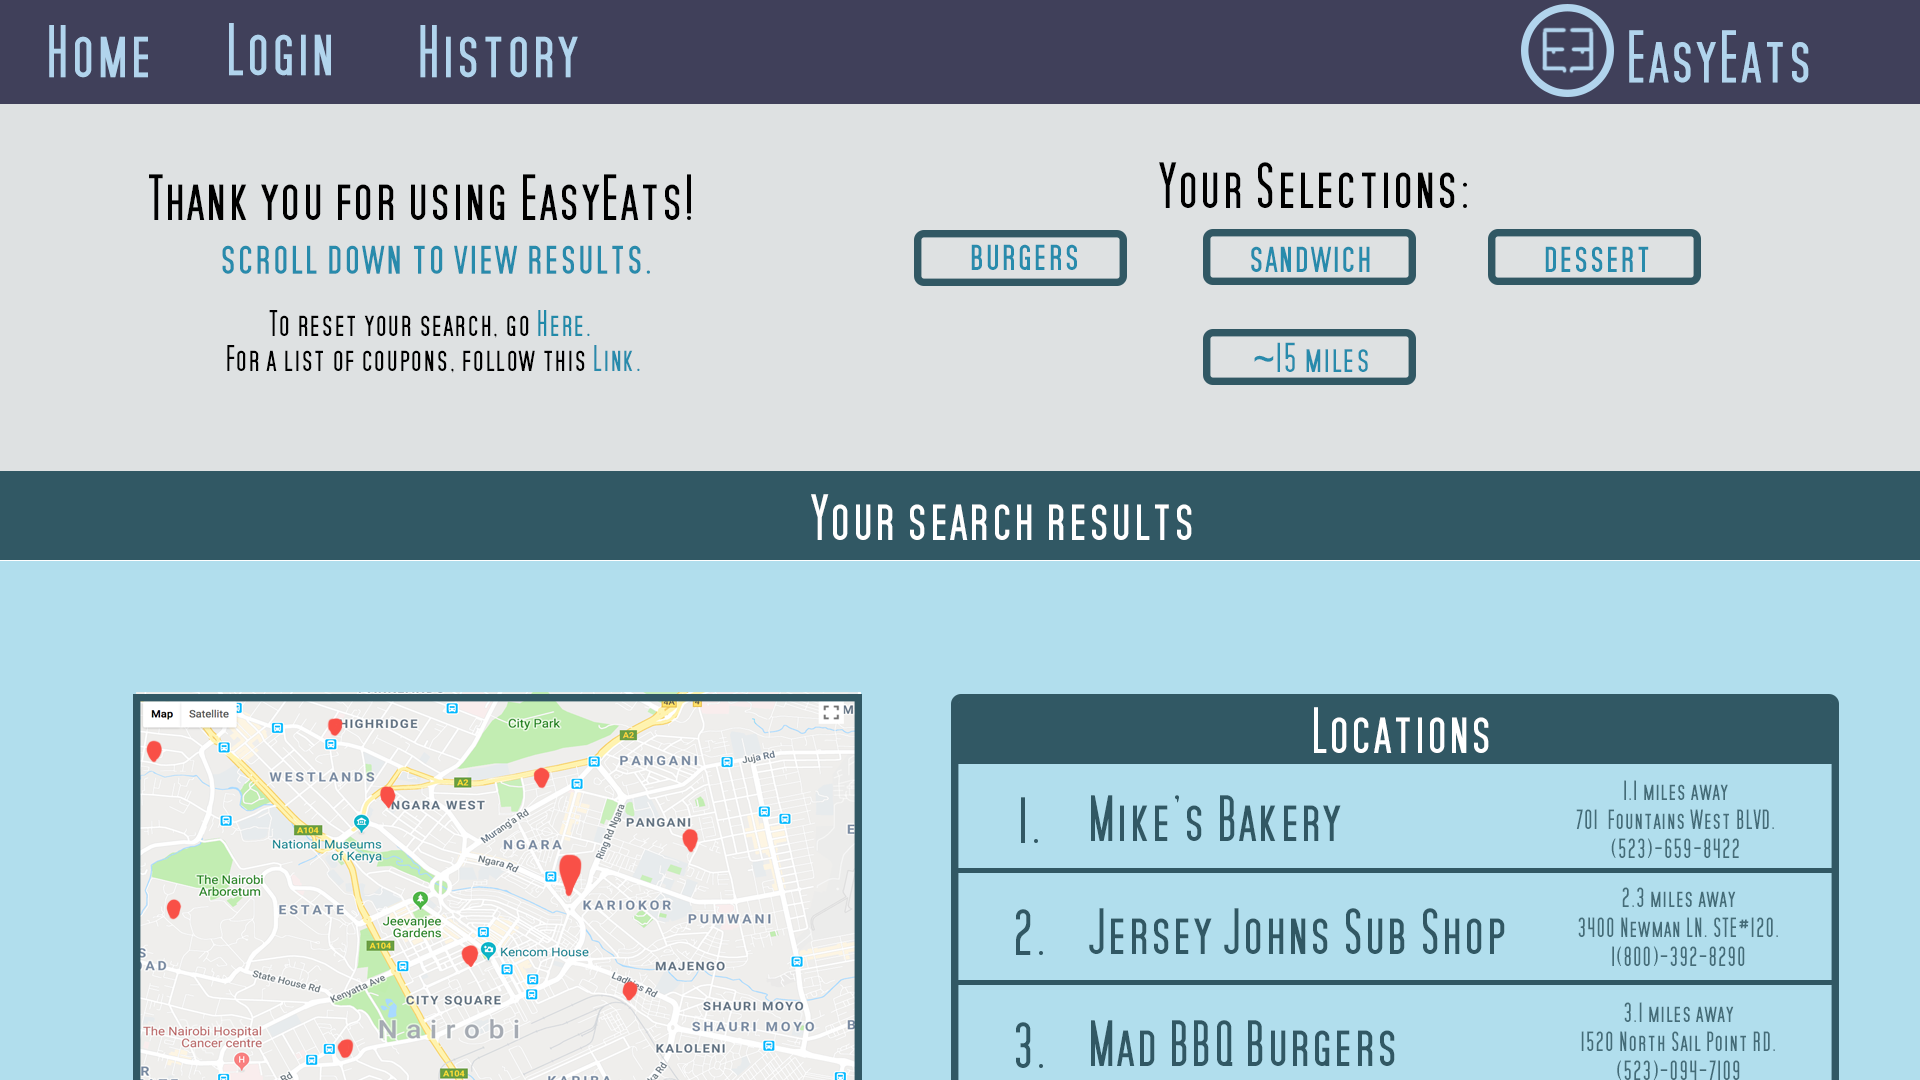 Home Login History EasyEats
Thank you for using EasyEats!
scroll down to view results.
To reset your search, go Here.
For a list of coupons, follow this Link.
Your Selections:
burgers sandwich dessert
~15 miles
Your search results
Map Satellite
HIGHRIDGE
City Park
4A 4
M
A2
PANGANI
Juja Rd
WESTLANDS
A2
NGARA WEST
Murang'a Rd
PANGANI
Ring Rd Ngara
E
A104
National Museums
of Kenya
NGARA
Ngara Rd
The Nairobi
Arboretum
ESTATE
Jeevanjee
Gardens
KARIOKOR
PUMWANI
A104
Kencom House
S
OAD
State House Rd
Kenyatta Ave
MAJENGO
CITY SQUARE
SHAURI MOYO
Nairobi
SHAURI MOYO
B
The Nairobi Hospital
Cancer centre
H
KALOLENI
R
A104
Locations
1. Mike's Bakery
1.1 miles away
701 Fountains West BLVD.
(523)-659-8422
2. Jersey Johns Sub Shop
2.3 miles away
3400 Newman LN. STE#120.
1(800)-392-8290
3. Mad BBQ Burgers
3.1 miles away
1520 North Sail Point RD.
(523)-094-7109